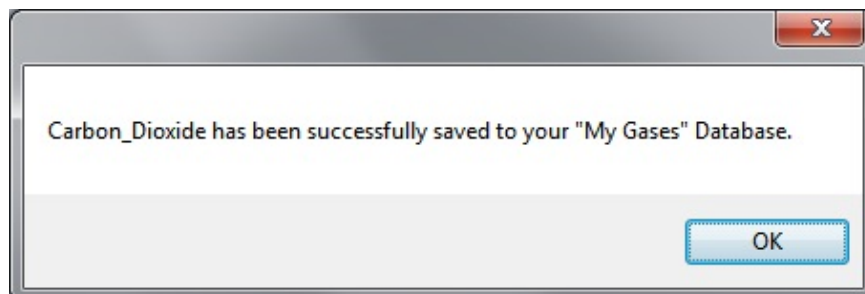 Carbon_Dioxide has been successfully saved to your "My Gases" Database.
OK